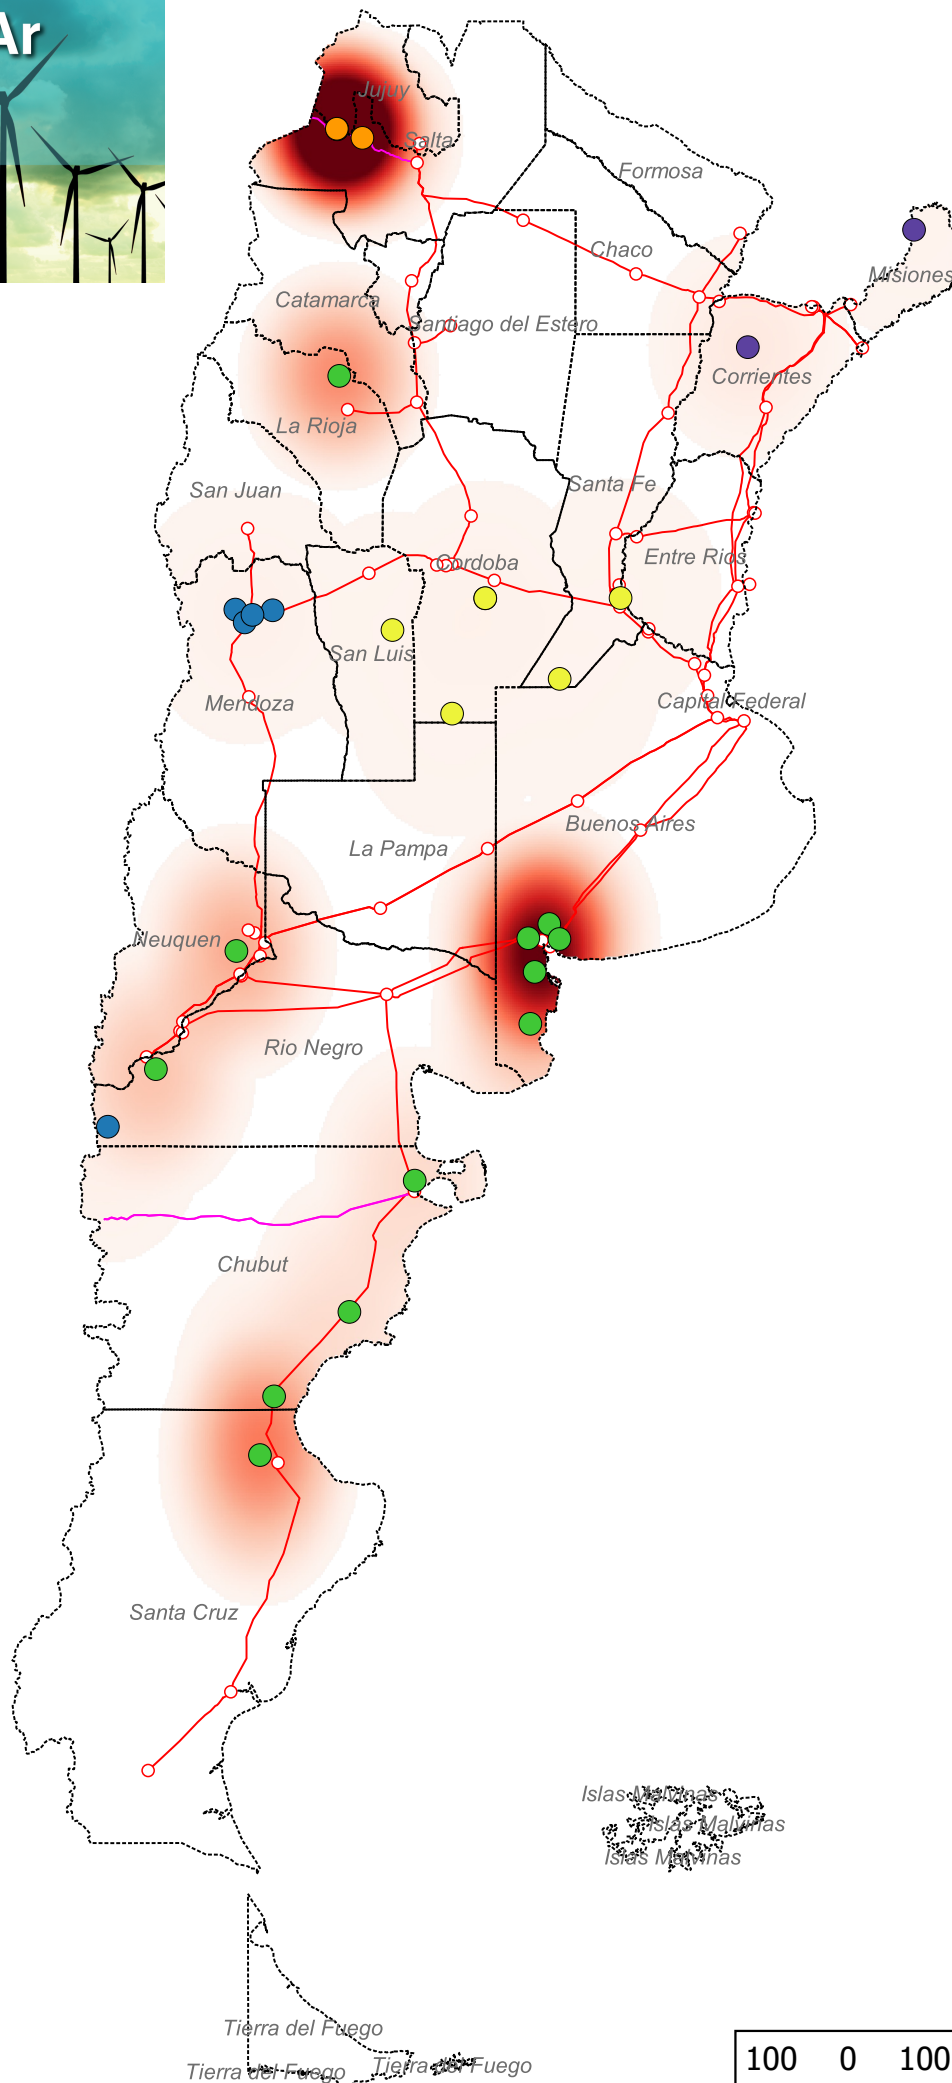 Ar
Jujuy
Salta
Formosa
Chaco
Misiones
Catamarca
Santiago del Estero
Corrientes
La Rioja
San Juan
Santa Fe
Entre Rios
Cordoba
San Luis
Mendoza
Capital Federal
Buenos Aires
La Pampa
Neuquen
Rio Negro
Chubut
Santa Cruz
Islas Malvinas
Islas Malvinas
Islas Malvinas
Tierra del Fuego
Tierra del Fuego
Tierra del Fuego
100 0 100